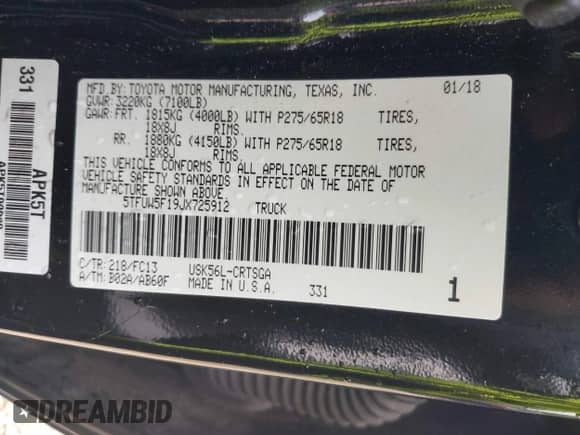 MFD.BY:TOYOTA MOTOR MANUFACTURING, TEXAS, INC. 01/18
GVWR:3220KG (7100LB)
GAWR:FRT. 1815KG (4000LB) WITH P275/65R18 TIRES,
18X8J RIMS.
RR. 1880KG (4150LB) WITH P275/65R18 TIRES,
18X8J RIMS.
THIS VEHICLE CONFORMS TO ALL APPLICABLE FEDERAL MOTOR
VEHICLE SAFETY STANDARDS IN EFFECT ON THE DATE OF
MANUFACTURE SHOWN ABOVE
5TFUW5F19JX725912 TRUCK
C/TR:218/FC13 USK56L-CRTSGA
A/TM:B02A/AB60F MADE IN U.S.A. 331 1
331
APK5T
DREAMBID